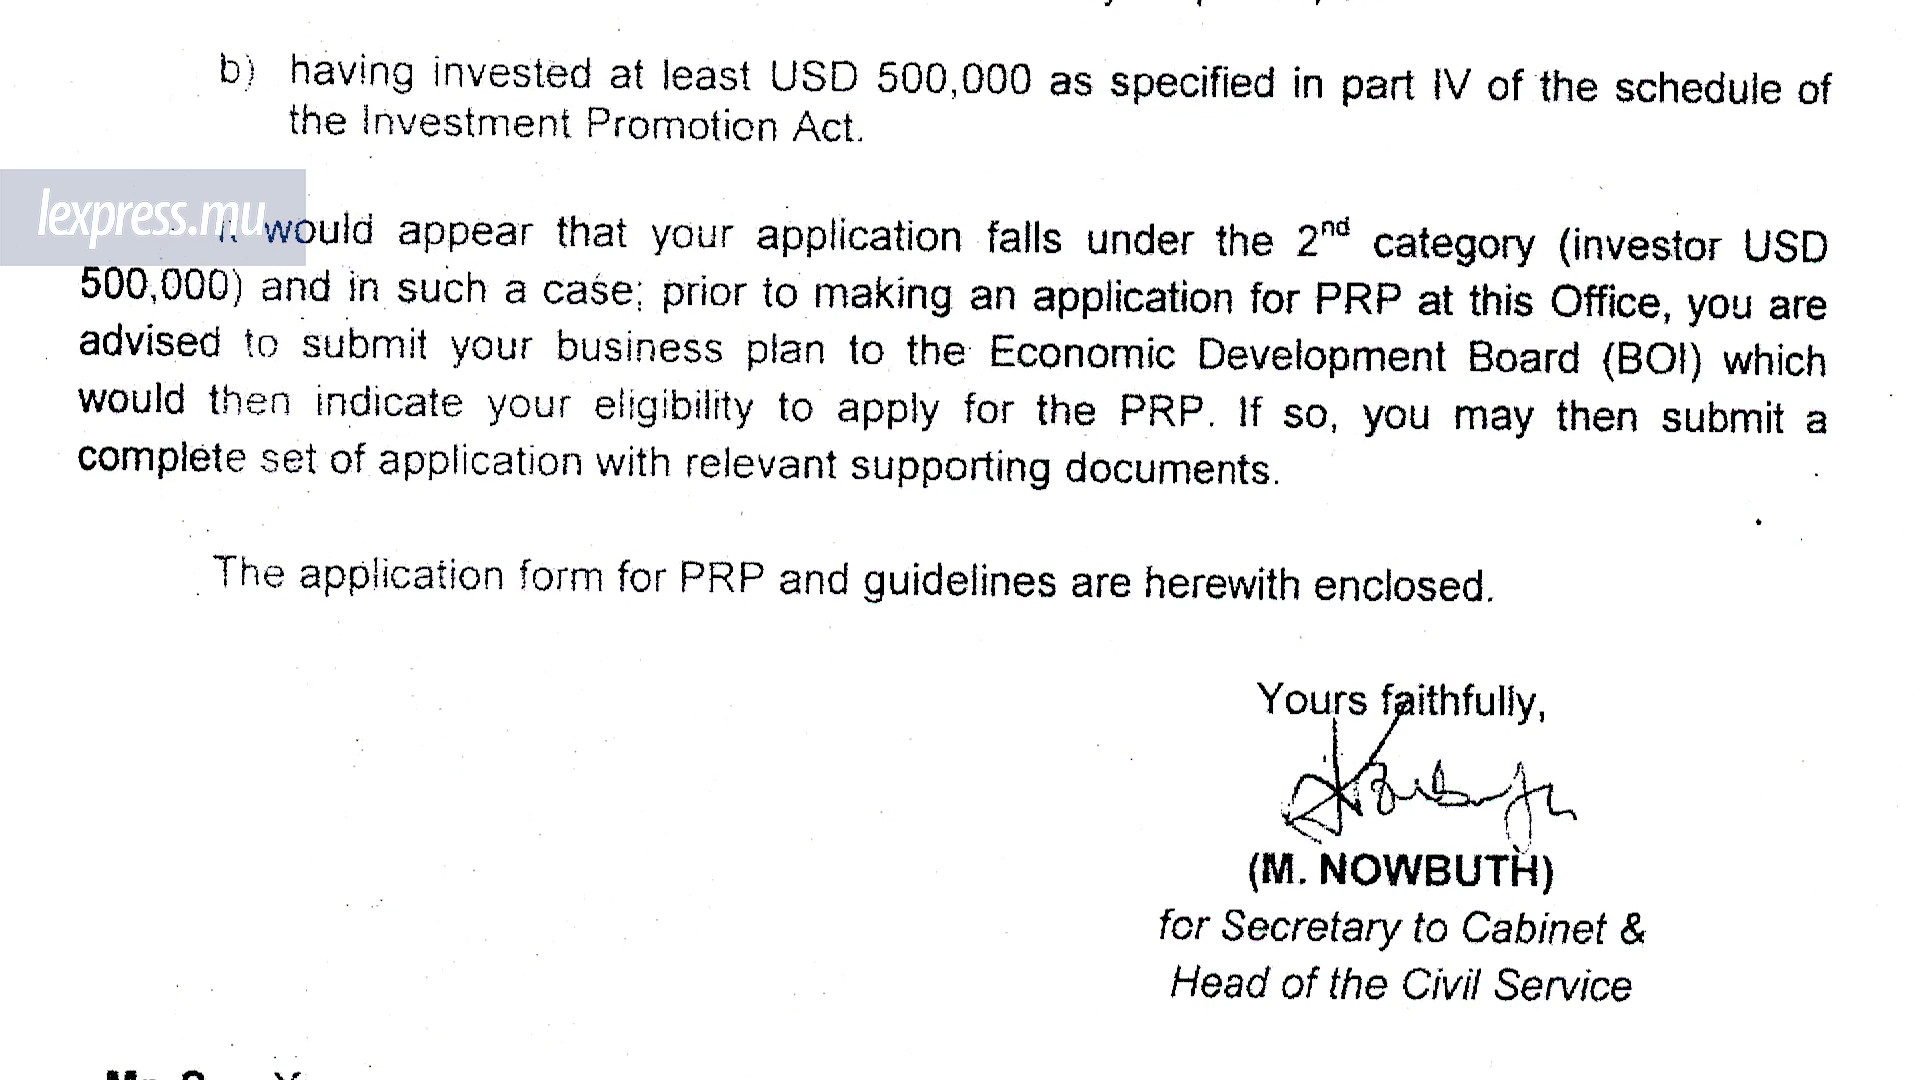 b) having invested at least USD 500,000 as specified in part IV of the schedule of
the Investment Promotion Act.
lexpress.mu
It would appear that your application falls under the 2nd category (investor USD
500,000) and in such a case; prior to making an application for PRP at this Office, you are
advised to submit your business plan to the Economic Development Board (BOI) which
would then indicate your eligibility to apply for the PRP. If so, you may then submit a
complete set of application with relevant supporting documents.
The application form for PRP and guidelines are herewith enclosed.
Yours faithfully,
(M. NOWBUTH)
for Secretary to Cabinet &
Head of the Civil Service